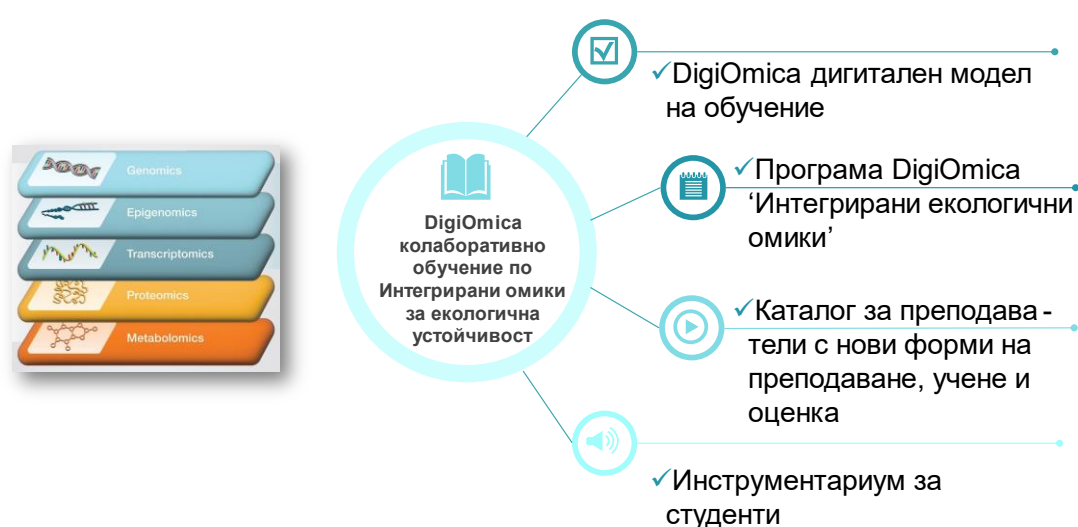 Genomics
Epigenomics
Transcriptomics
Proteomics
Metabolomics
DigiOmica
колаборативно
обучение по
Интегрирани омики
за екологична
устойчивост
✓DigiOmica дигитален модел
на обучение
✓Програма DigiOmica
‘Интегрирани екологични
омики’
✓Каталог за преподава -
тели с нови форми на
преподаване, учене и
оценка
✓Инструментариум за
студенти